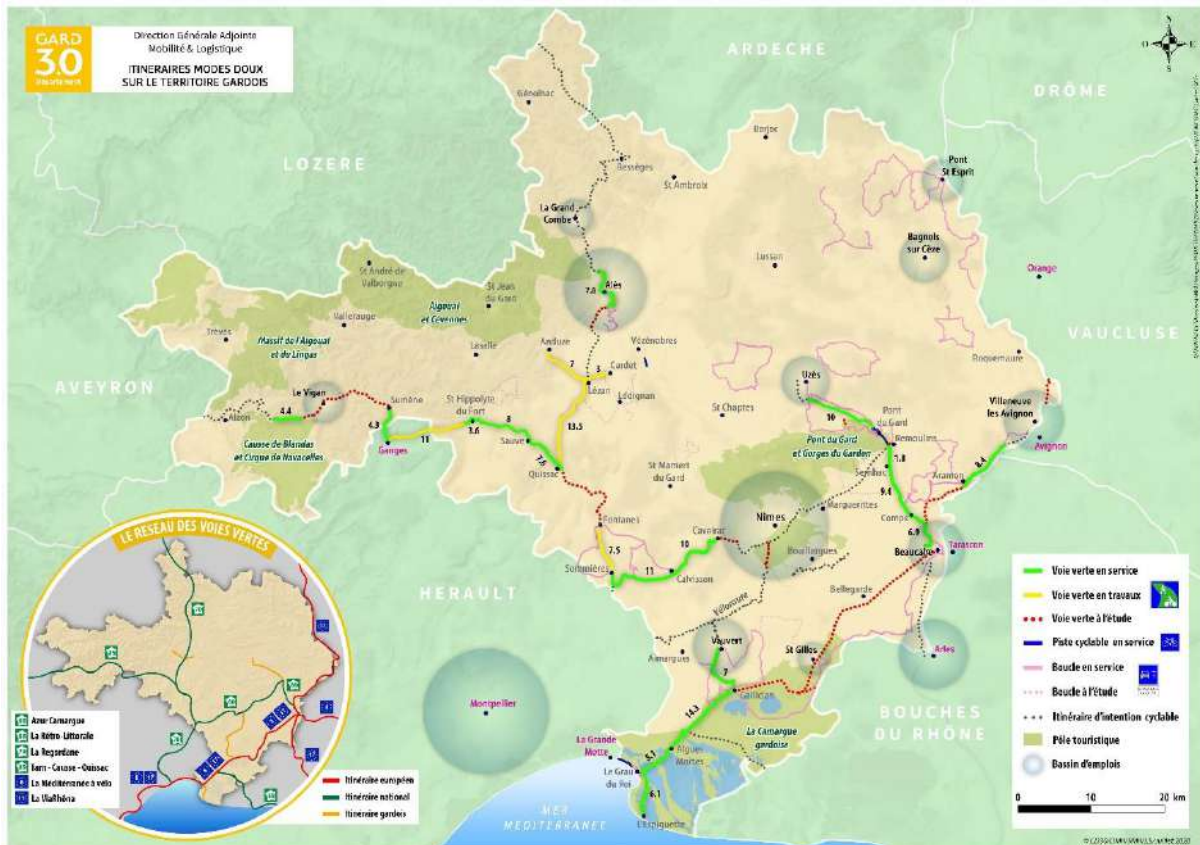 GARD
3.0
Direction Générale Adjointe
Mobilité & Logistique
ITINERAIRES MODES DOUX
SUR LE TERRITOIRE GARDOIS
O
E
S
ARDECHE
DRÔME
LOZERE
Génolhac
Barjac
Bessèges
St Ambroix
Pont
St Esprit
La Grand
Combe
Bagnols
sur Cèze
Lussan
Orange
St André de
Valborgne
Alès
7.8
St Jean
du Gard
Aigoual
et Cévennes
VAUCLUSE
Trèves
Valleraugue
Massif de l'Aigoual
et du Lingas
Lasalle
Anduze
Vézénobres
Roquemaure
7
3
Cardet
AVEYRON
Lézan
Uzès
Le Vigan
Lédignan
Villeneuve
les Avignon
Sumène
St Hippolyte
du Fort
8
St Chaptes
10
Pont
du Gard
4.4
Alzon
4.3
11
3.6
13.5
Remoulins
Avignon
Sauve
Pont du Gard
et Gorges du Gardon
Causse de Blandas
et Cirque de Navacelles
Ganges
7.6
1.8
Sernhac
8.4
Quissac
St Mamert
du Gard
Aramon
9.4
Marguerittes
Nîmes
Fontanes
Comps
6.9
Caveirac
10
7.5
Beaucaire
Tarascon
Bouillargues
Sommières
11
Calvisson
Bellegarde
HERAULT
Vauvert
Aimargues
St Gilles
Arles
7
Gallician
Montpellier
14.3
BOUCHES
DU RHÔNE
La Camargue
gardoise
La Grande
Motte
Aigues
Mortes
5.1
Le Grau
du Roi
6.1
MER
MEDITERRANEE
L'Espiguette
LE RESEAU DES VOIES VERTES
Azur Camargue
La Rétro-Littorale
La Regordane
Tarn - Causse - Quissac
La Mediterranée à vélo
La ViaRhôna
Itinéraire européen
Itinéraire national
Itinéraire gardois
Voie verte en service
Voie verte en travaux
Voie verte à l'étude
Piste cyclable en service
Boucle en service
Boucle à l'étude
Itinéraire d'intention cyclable
Pôle touristique
Bassin d'emplois
0
10
20 km